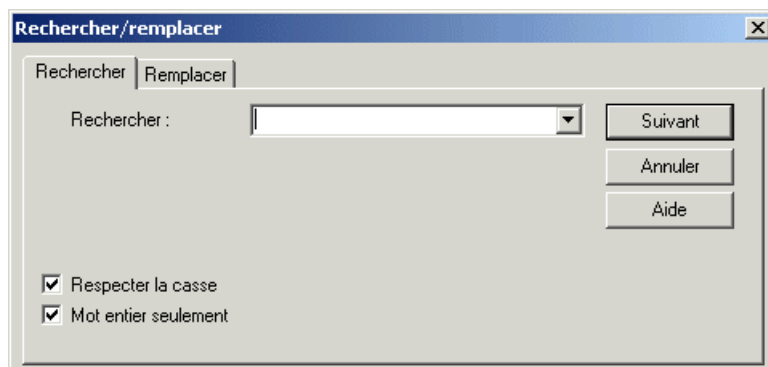 Rechercher/remplacer
Rechercher
Remplacer
Rechercher :
Suivant
Annuler
Aide
Respecter la casse
Mot entier seulement